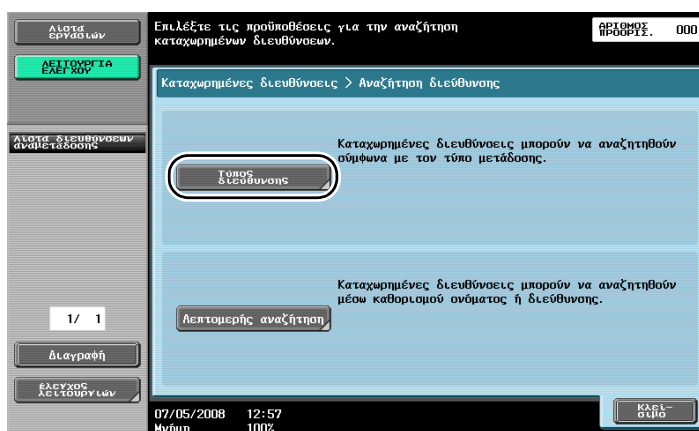 Λίστα
εργασιών
Επιλέξτε τις προϋποθέσεις για την αναζήτηση
καταχωρημένων διευθύνσεων.
ΑΡΙΘΜΟΣ
ΠΡΟΟΡΙΣ.
000
ΛΕΙΤΟΥΡΓΙΑ
ΕΛΕΓΧΟΥ
Καταχωρημένες διευθύνσεις > Αναζήτηση διεύθυνσης
Λίστα διευθύνσεων
αναμετάδοσης
Καταχωρημένες διευθύνσεις μπορούν να αναζητηθούν
σύμφωνα με τον τύπο μετάδοσης.
Τύπος
διεύθυνσης
Καταχωρημένες διευθύνσεις μπορούν να αναζητηθούν
μέσω καθορισμού ονόματος ή διεύθυνσης.
Λεπτομερής αναζήτηση
1/ 1
Διαγραφή
έλεγχος
λειτουργιών
07/05/2008 12:57
Μνήμη 100%
Κλεί-
σιμο